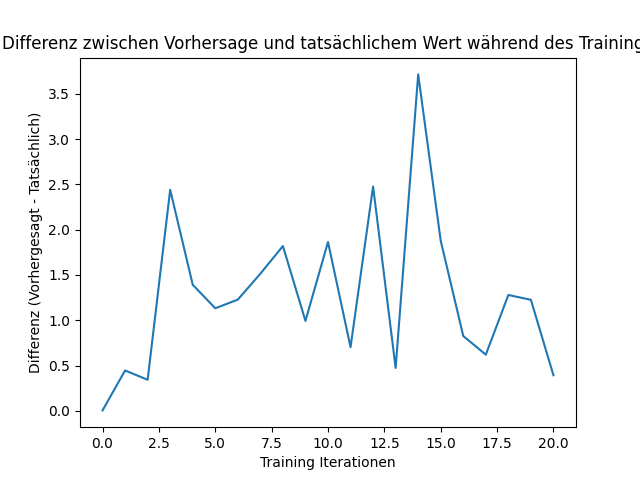 Differenz zwischen Vorhersage und tatsächlichem Wert während des Training
Differenz (Vorhergesagt - Tatsächlich)
3.5
3.0
2.5
2.0
1.5
1.0
0.5
0.0
0.0 2.5 5.0 7.5 10.0 12.5 15.0 17.5 20.0
Training Iterationen